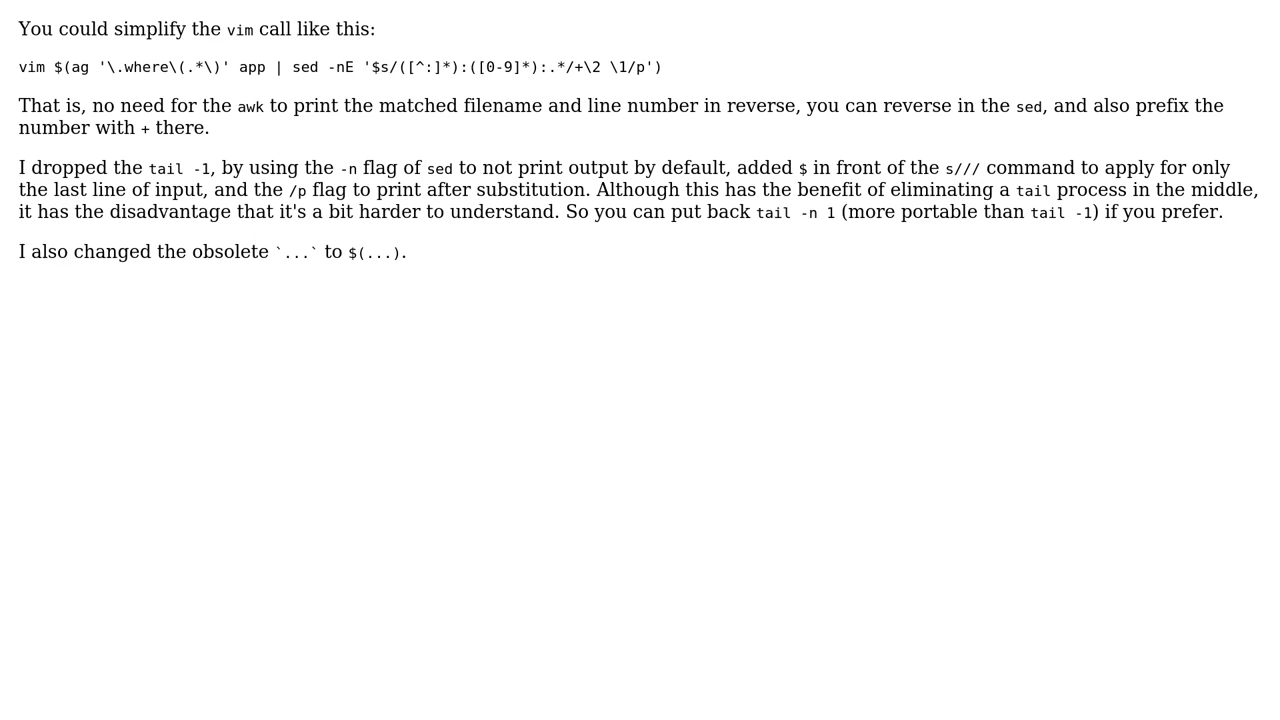 You could simplify the vim call like this:
vim $(ag '\.where\(.*\)' app | sed -nE '$s/([^:]*):([0-9]*):.*/+\2 \1/p')
That is, no need for the awk to print the matched filename and line number in reverse, you can reverse in the sed, and also prefix the
number with + there.
I dropped the tail -1, by using the -n flag of sed to not print output by default, added $ in front of the s/// command to apply for only
the last line of input, and the /p flag to print after substitution. Although this has the benefit of eliminating a tail process in the middle,
it has the disadvantage that it's a bit harder to understand. So you can put back tail -n 1 (more portable than tail -1) if you prefer.
I also changed the obsolete `...` to $(...).